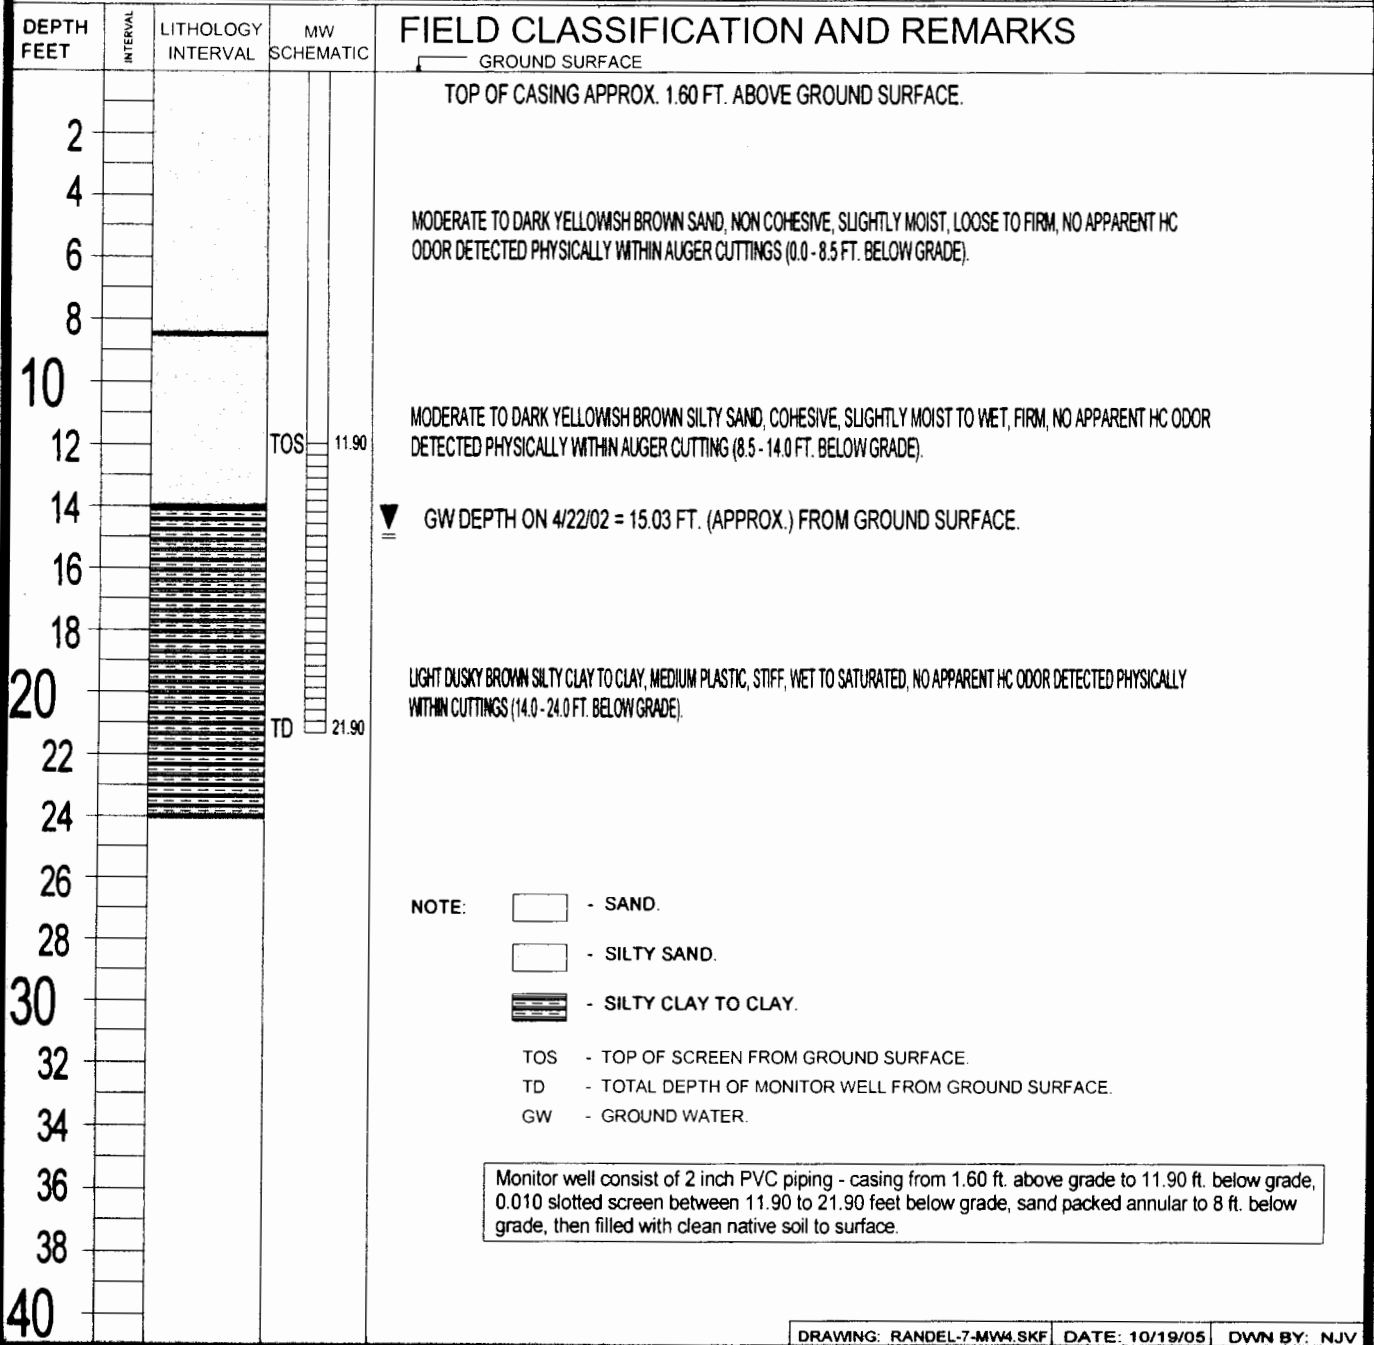 DEPTH FEET
INTERVAL
LITHOLOGY INTERVAL
MW SCHEMATIC
FIELD CLASSIFICATION AND REMARKS
GROUND SURFACE
TOP OF CASING APPROX. 1.60 FT. ABOVE GROUND SURFACE.
2
4
MODERATE TO DARK YELLOWISH BROWN SAND, NON COHESIVE, SLIGHTLY MOIST, LOOSE TO FIRM, NO APPARENT HC
ODOR DETECTED PHYSICALLY WITHIN AUGER CUTTINGS (0.0 - 8.5 FT. BELOW GRADE).
6
8
10
MODERATE TO DARK YELLOWISH BROWN SILTY SAND, COHESIVE, SLIGHTLY MOIST TO WET, FIRM, NO APPARENT HC ODOR
DETECTED PHYSICALLY WITHIN AUGER CUTTING (8.5 - 14.0 FT. BELOW GRADE).
12
TOS 11.90
14
GW DEPTH ON 4/22/02 = 15.03 FT. (APPROX.) FROM GROUND SURFACE.
16
18
LIGHT DUSKY BROWN SILTY CLAY TO CLAY, MEDIUM PLASTIC, STIFF, WET TO SATURATED, NO APPARENT HC ODOR DETECTED PHYSICALLY
WITHIN CUTTINGS (14.0 - 24.0 FT. BELOW GRADE).
20
TD 21.90
22
24
26
NOTE: - SAND.
28
- SILTY SAND.
30
- SILTY CLAY TO CLAY.
32
TOS - TOP OF SCREEN FROM GROUND SURFACE.
TD - TOTAL DEPTH OF MONITOR WELL FROM GROUND SURFACE.
34
GW - GROUND WATER.
36
Monitor well consist of 2 inch PVC piping - casing from 1.60 ft. above grade to 11.90 ft. below grade,
0.010 slotted screen between 11.90 to 21.90 feet below grade, sand packed annular to 8 ft. below
grade, then filled with clean native soil to surface.
38
40
DRAWING: RANDEL-7-MW4.SKF DATE: 10/19/05 DWN BY: NJV